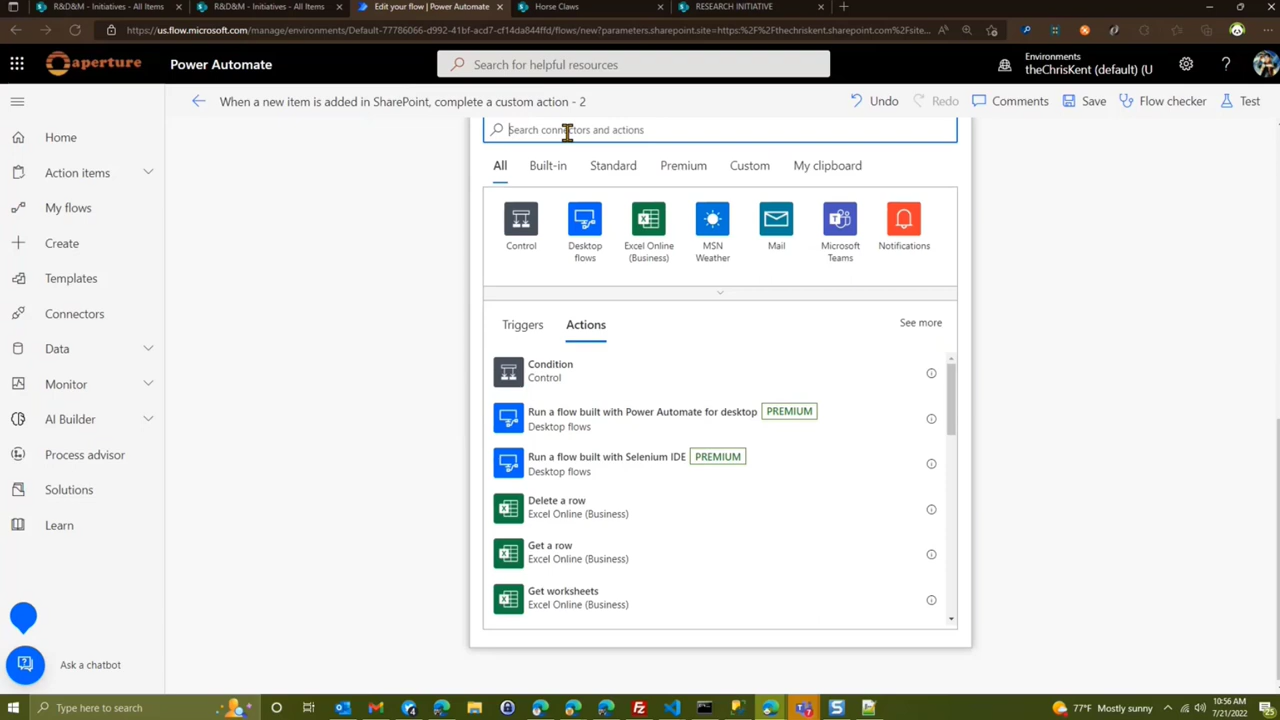 R&D&M - Initiatives - All Items
R&D&M - Initiatives - All Items
Edit your flow | Power Automate
Horse Claws
RESEARCH INITIATIVE
https://us.flow.microsoft.com/manage/environments/Default-77786066-d992-41bf-acd7-cf14da844ffd/flows/new?parameters.sharepoint.site=https:%2F%2Fthechriskent.sharepoint.com%2Fsite...
aperture
Power Automate
Search for helpful resources
Environments
theChrisKent (default) (U
When a new item is added in SharePoint, complete a custom action - 2
Undo
Redo
Comments
Save
Flow checker
Test
Home
Action items
My flows
Create
Templates
Connectors
Data
Monitor
AI Builder
Process advisor
Solutions
Learn
Ask a chatbot
Search connectors and actions
All
Built-in
Standard
Premium
Custom
My clipboard
Control
Desktop
flows
Excel Online
(Business)
MSN
Weather
Mail
Microsoft
Teams
Notifications
Triggers
Actions
See more
Condition
Control
Run a flow built with Power Automate for desktop PREMIUM
Desktop flows
Run a flow built with Selenium IDE PREMIUM
Desktop flows
Delete a row
Excel Online (Business)
Get a row
Excel Online (Business)
Get worksheets
Excel Online (Business)
Type here to search
77°F Mostly sunny
10:56 AM
7/21/2022